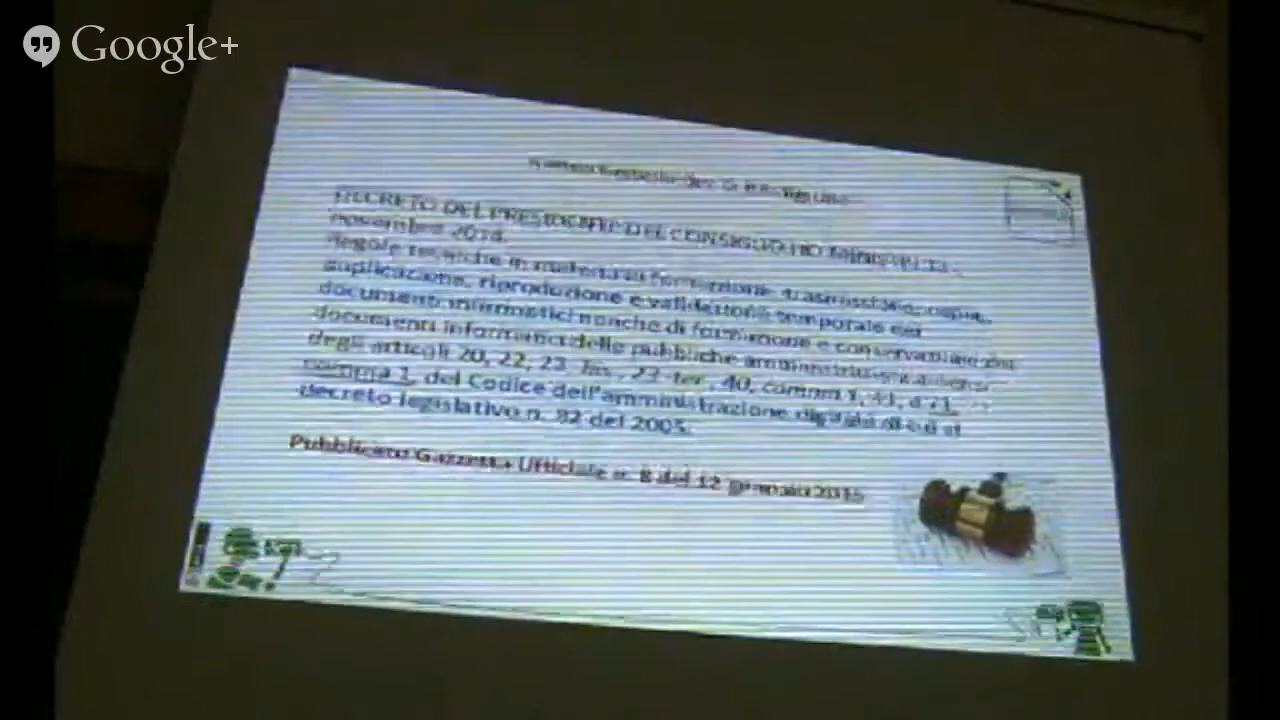 Google+
DECRETO DEL PRESIDENTE DEL CONSIGLIO DEI MINISTRI 13
novembre 2014.
Regole tecniche in materia di formazione, trasmissione, copia,
duplicazione, riproduzione e validazione temporale dei
documenti informatici nonché di formazione e conservazione dei
documenti informatici delle pubbliche amministrazioni ai sensi
degli articoli 20, 22, 23-bis, 23-ter, 40, comma 1, 41, e 71,
comma 1, del Codice dell'amministrazione digitale di cui al
decreto legislativo n. 82 del 2005.
Pubblicato Gazzetta Ufficiale n. 8 del 12 gennaio 2015